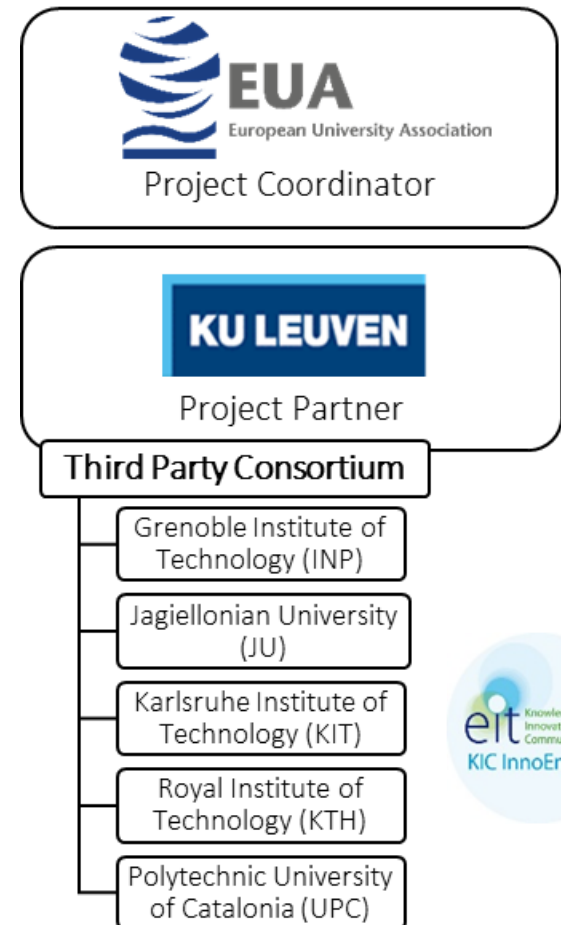 EUA
European University Association
Project Coordinator
KU LEUVEN
Project Partner
Third Party Consortium
Grenoble Institute of
Technology (INP)
Jagiellonian University
(JU)
Karlsruhe Institute of
Technology (KIT)
eit
KIC
Royal Institute of
Technology (KTH)
Polytechnic University
of Catalonia (UPC)